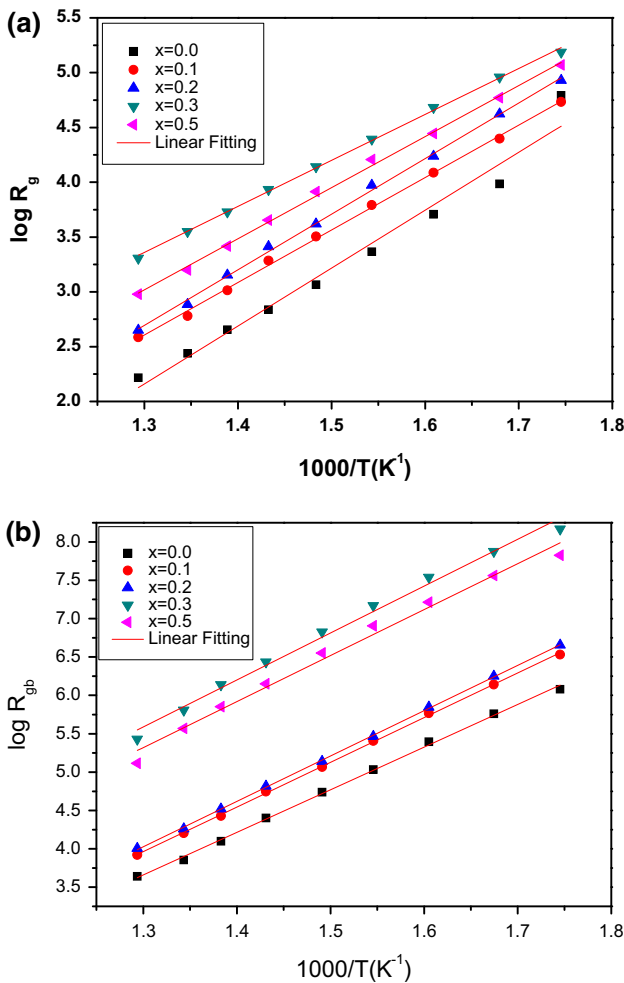 (a)
5.5
5.0
4.5
4.0
3.5
3.0
2.5
2.0
log R_g
x=0.0
x=0.1
x=0.2
x=0.3
x=0.5
Linear Fitting
1.3 1.4 1.5 1.6 1.7 1.8
1000/T(K⁻¹)
(b)
8.0
7.5
7.0
6.5
6.0
5.5
5.0
4.5
4.0
3.5
log R_gb
x=0.0
x=0.1
x=0.2
x=0.3
x=0.5
Linear Fitting
1.3 1.4 1.5 1.6 1.7 1.8
1000/T(K⁻¹)